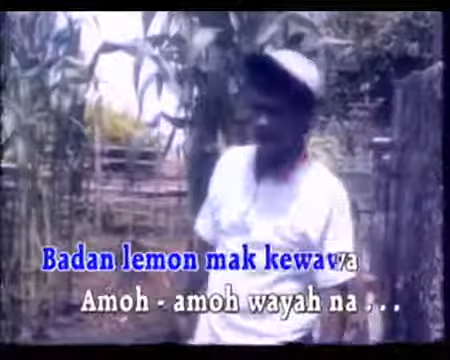 Badan lemon mak kewawa
Amoh - amoh wayah na . . .